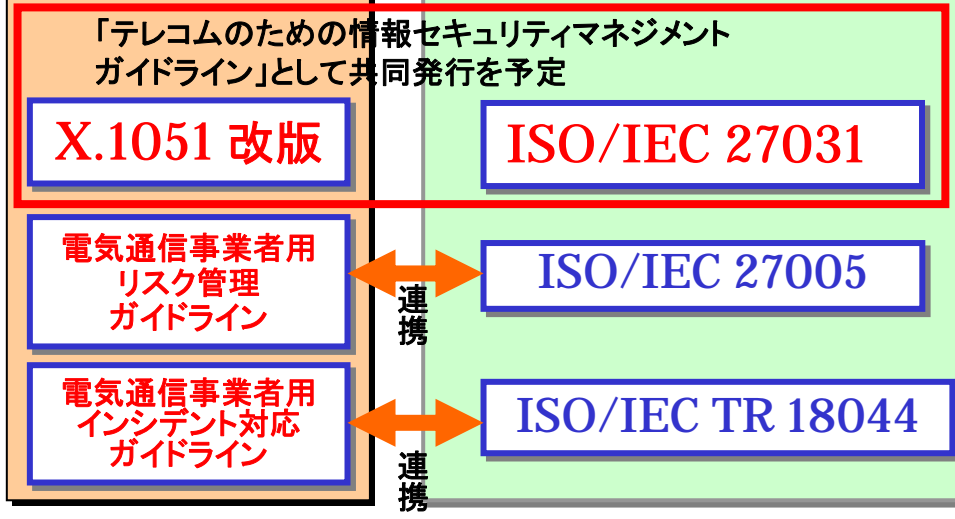 「テレコムのための情報セキュリティマネジメント
ガイドライン」として共同発行を予定
X.1051 改版
ISO/IEC 27031
電気通信事業者用
リスク管理
ガイドライン
連携
ISO/IEC 27005
電気通信事業者用
インシデント対応
ガイドライン
連携
ISO/IEC TR 18044